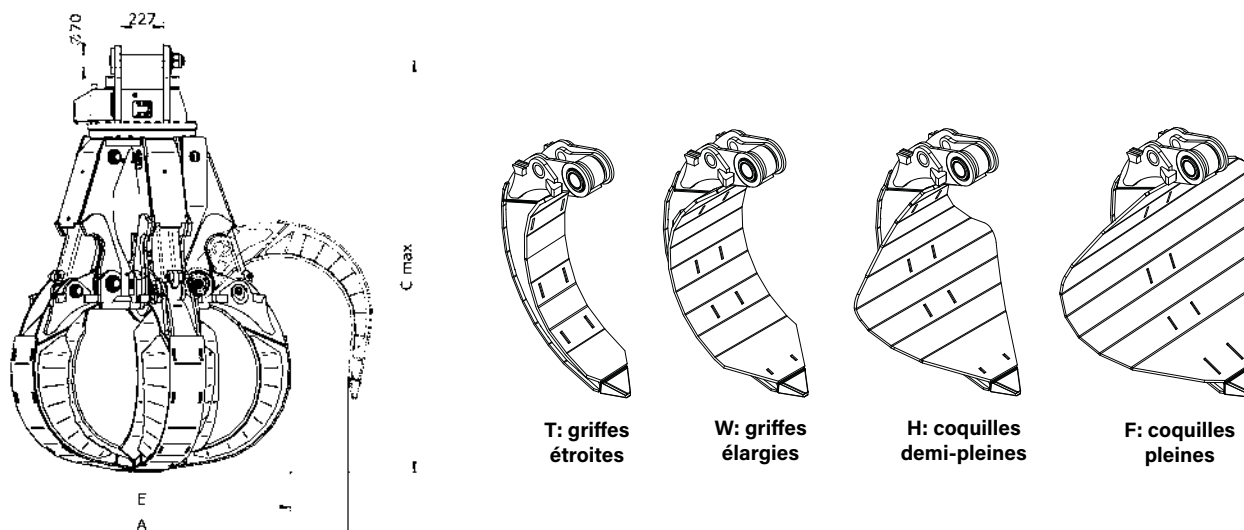 Ø70
227
C max
E
A
T: griffes
étroites
W: griffes
élargies
H: coquilles
demi-pleines
F: coquilles
pleines